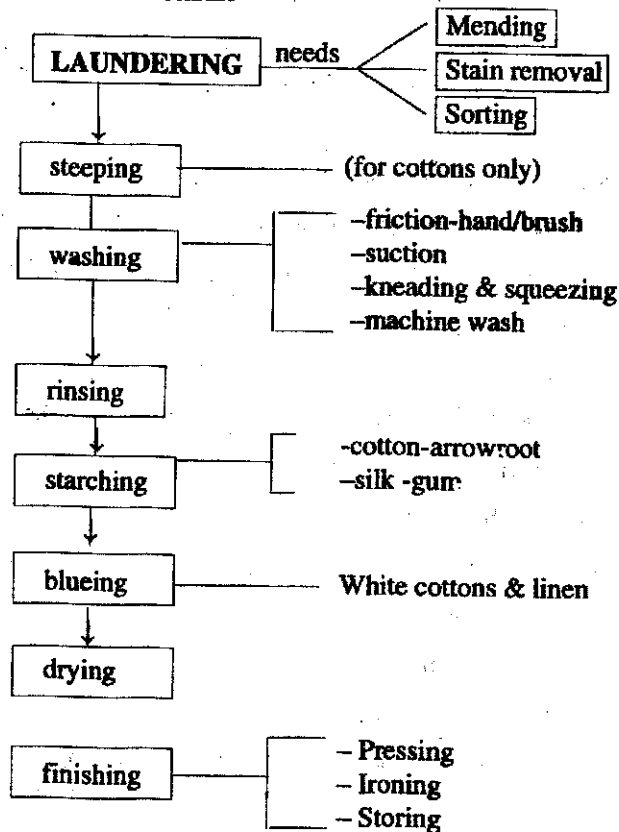 Mending
LAUNDERING needs
Stain removal
Sorting
steeping (for cottons only)
washing
–friction-hand/brush
–suction
–kneading & squeezing
–machine wash
rinsing
starching
-cotton-arrowroot
–silk -gum
blueing White cottons & linen
drying
finishing
– Pressing
– Ironing
– Storing